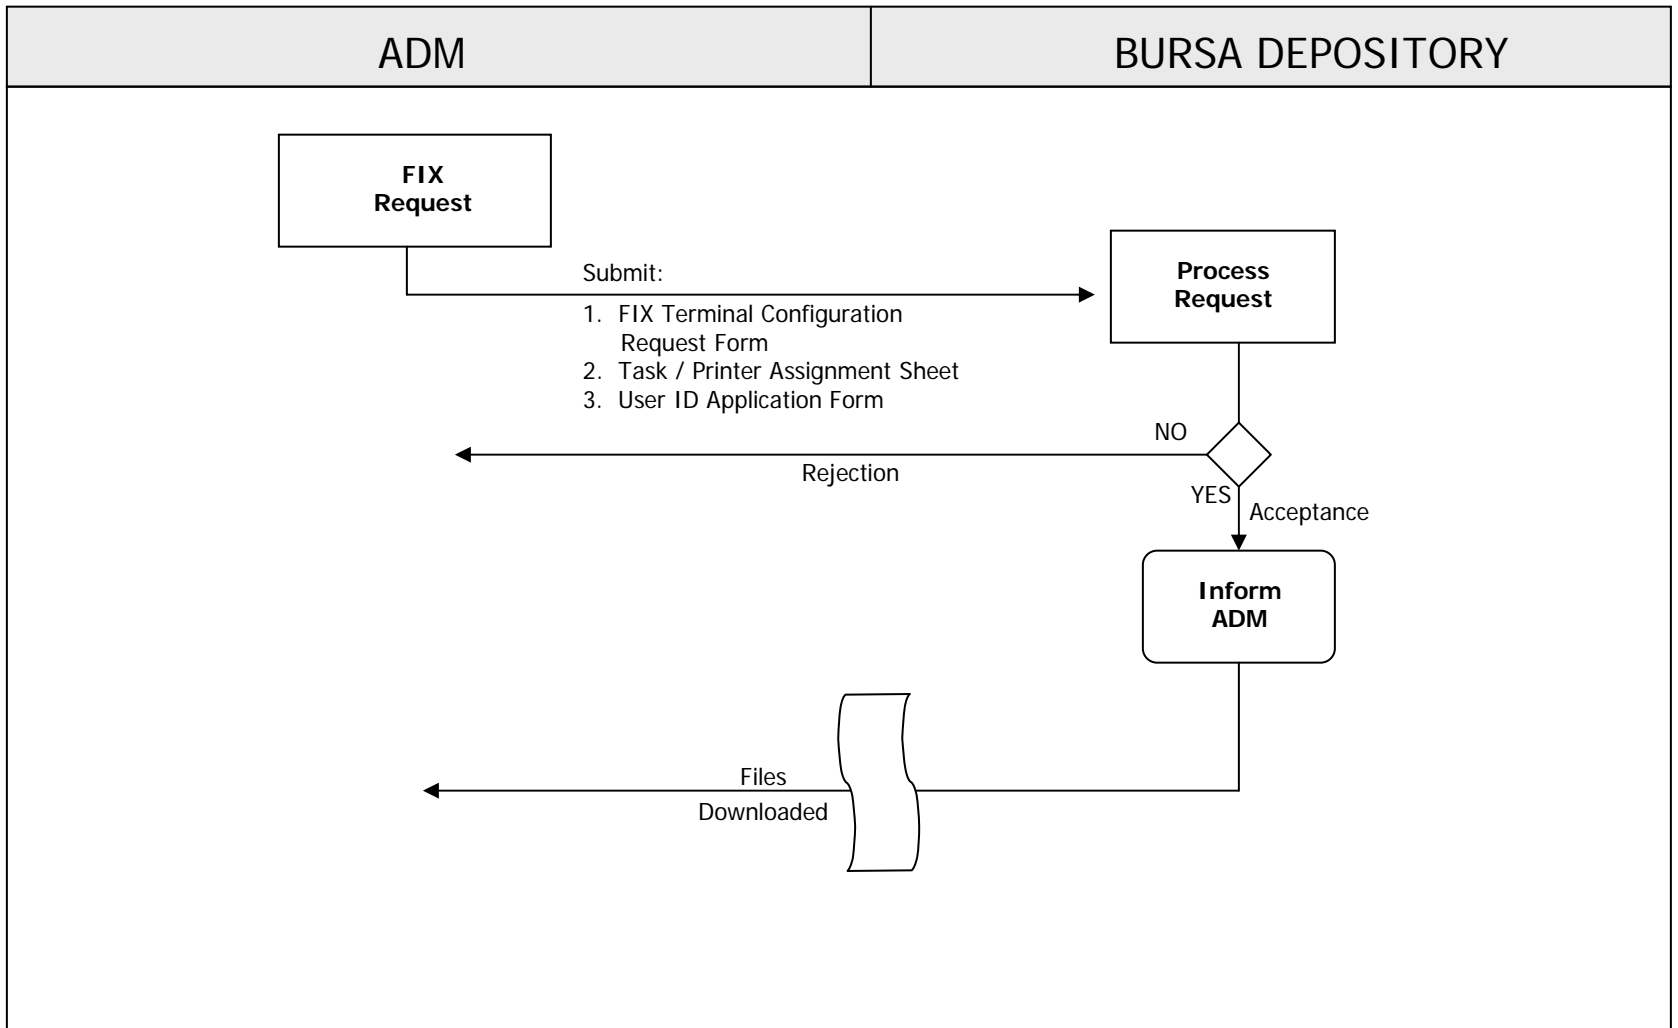 ADM
BURSA DEPOSITORY
FIX
Request
Submit:
1. FIX Terminal Configuration
Request Form
2. Task / Printer Assignment Sheet
3. User ID Application Form
Process
Request
NO
Rejection
YES
Acceptance
Inform
ADM
Files
Downloaded